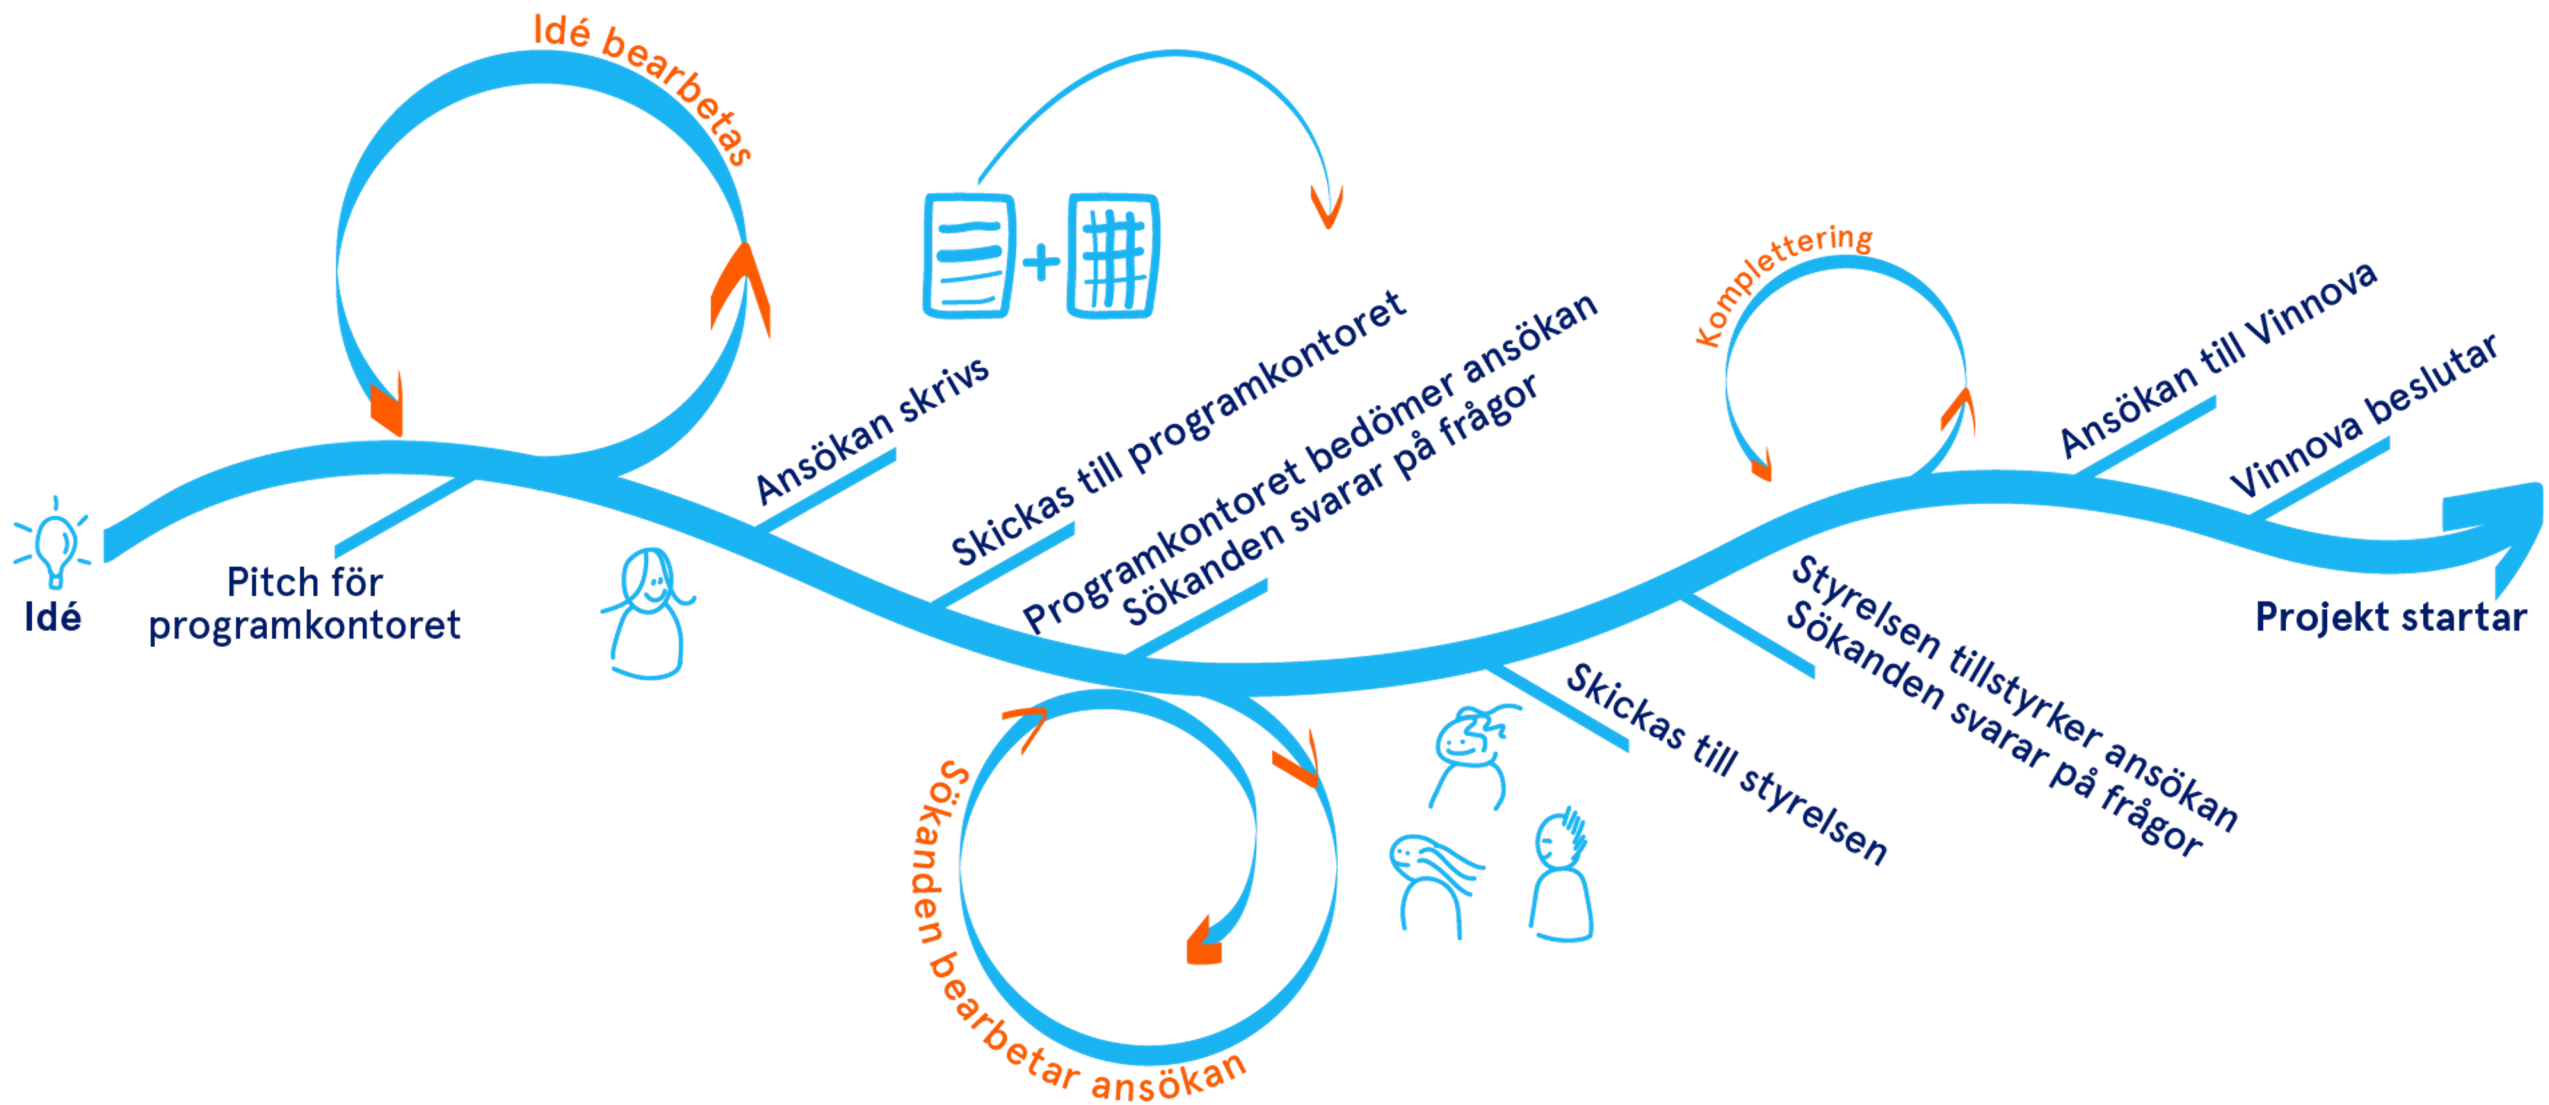 Idé
Pitch för
programkontoret
Idé bearbetas
Ansökan skrivs
Skickas till programkontoret
Programkontoret bedömer ansökan
Sökanden svarar på frågor
Sökanden bearbetar ansökan
Skickas till styrelsen
Styrelsen tillstyrker ansökan
Sökanden svarar på frågor
Komplettering
Ansökan till Vinnova
Vinnova beslutar
Projekt startar